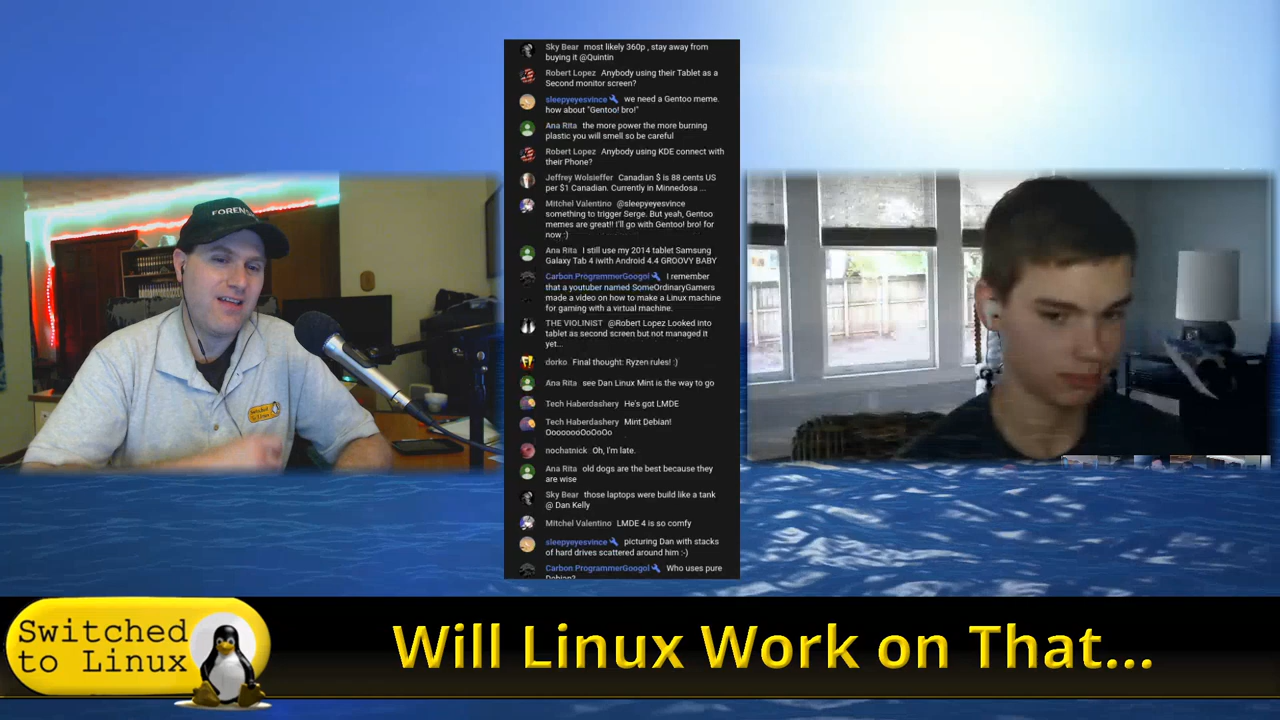 FOREN
Sky Bear most likely 360p , stay away from
buying it @Quintin
Robert Lopez Anybody using their Tablet as a
Second monitor screen?
sleepyeyesvince we need a Gentoo meme.
how about "Gentoo! bro!"
Ana Rita the more power the more burning
plastic you will smell so be careful
Robert Lopez Anybody using KDE connect with
their Phone?
Jeffrey Wolsieffer Canadian $ is 88 cents US
per $1 Canadian. Currently in Minnedosa ...
Mitchel Valentino @sleepyeyesvince
something to trigger Serge. But yeah, Gentoo
memes are great!! I'll go with Gentoo! bro! for
now :)
Ana Rita I still use my 2014 tablet Samsung
Galaxy Tab 4 iwith Android 4.4 GROOVY BABY
Carbon ProgrammerGoogol I remember
that a youtuber named SomeOrdinaryGamers
made a video on how to make a Linux machine
for gaming with a virtual machine.
THE VIOLINIST @Robert Lopez Looked into
tablet as second screen but not managed it
yet...
dorko Final thought: Ryzen rules! :)
Ana Rita see Dan Linux Mint is the way to go
Tech Haberdashery He's got LMDE
Tech Haberdashery Mint Debian!
OoooooOoOoOo
nochatnick Oh, I'm late.
Ana Rita old dogs are the best because they
are wise
Sky Bear those laptops were build like a tank
@ Dan Kelly
Mitchel Valentino LMDE 4 is so comfy
sleepyeyesvince picturing Dan with stacks
of hard drives scattered around him :-)
Carbon ProgrammerGoogol Who uses pure
Debian?
Switched
to Linux
Will Linux Work on That...